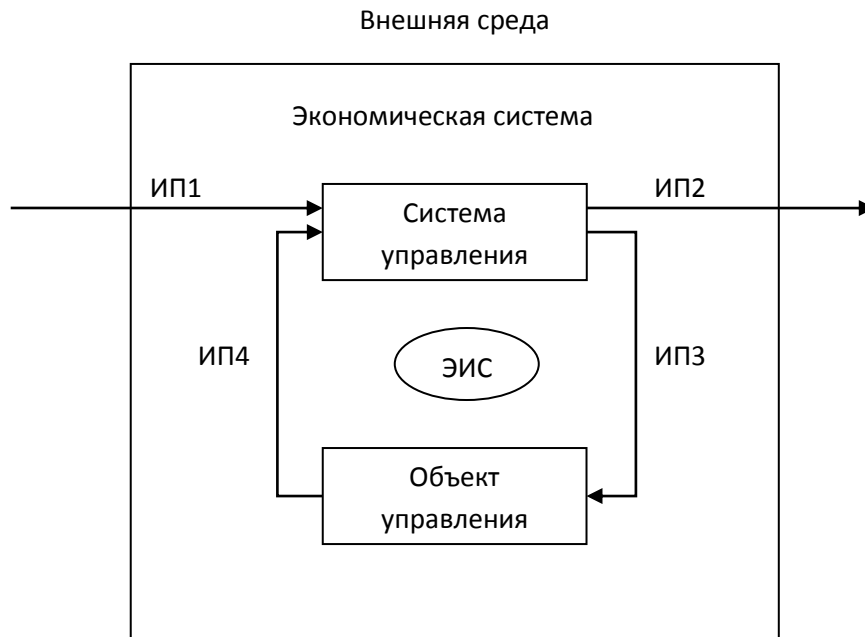 Внешняя среда
Экономическая система
ИП1
ИП2
Система
управления
ИП4
ЭИС
ИП3
Объект
управления